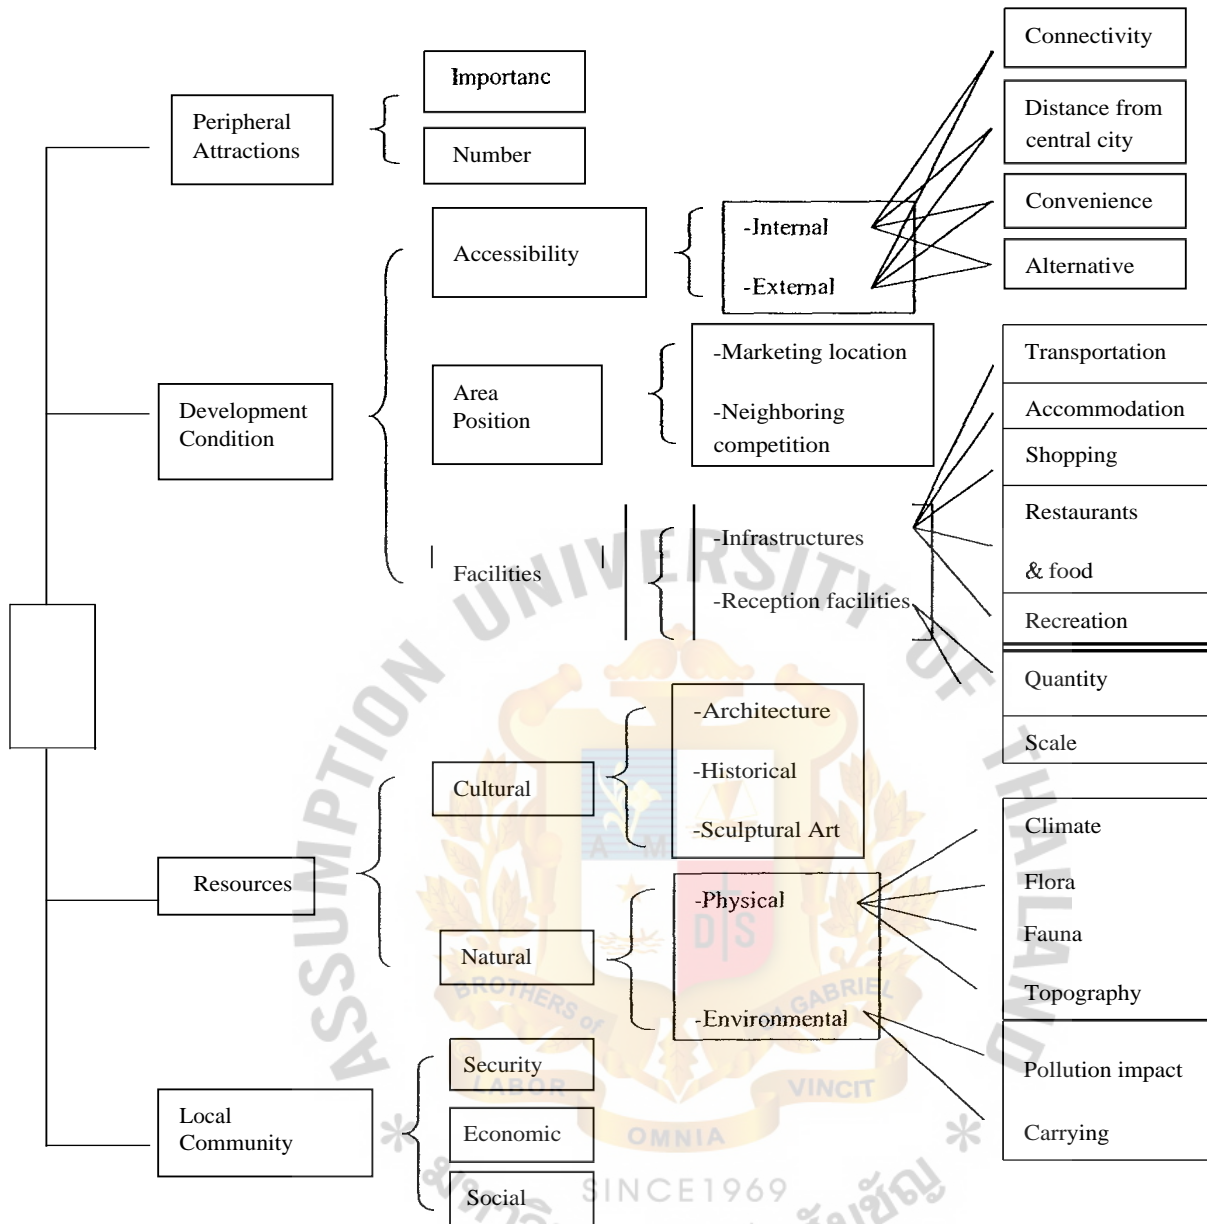 Peripheral
Attractions
Importanc
Number
Development
Condition
Accessibility
-Internal
-External
Connectivity
Distance from
central city
Convenience
Alternative
Area
Position
-Marketing location
-Neighboring
competition
Facilities
-Infrastructures
-Reception facilities
Transportation
Accommodation
Shopping
Restaurants
& food
Recreation
Quantity
Scale
Resources
Cultural
-Architecture
-Historical
-Sculptural Art
Natural
-Physical
-Environmental
Climate
Flora
Fauna
Topography
Pollution impact
Carrying
Local
Community
Security
Economic
Social
ASSUMPTION UNIVERSITY OF THAILAND
A M
D S
BROTHERS of
GABRIEL
LABOR
VINCIT
OMNIA
SINCE1969